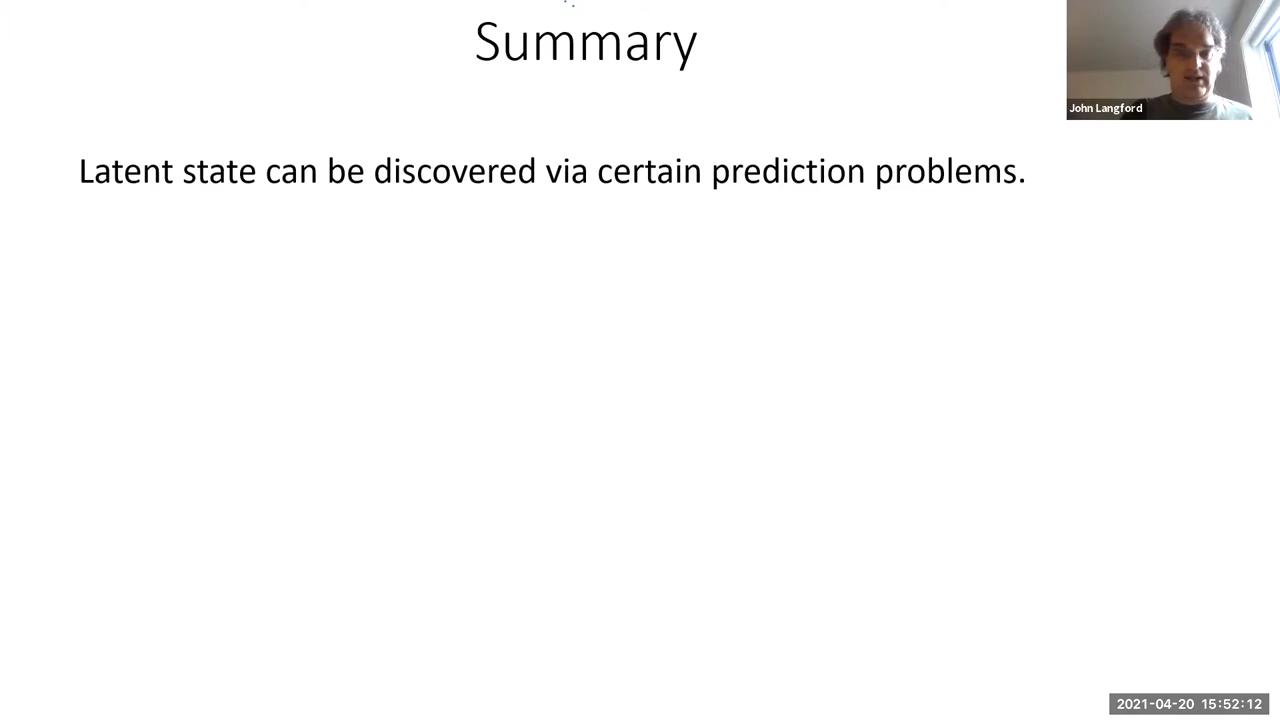 Summary
John Langford
Latent state can be discovered via certain prediction problems.
2021-04-20 15:52:12